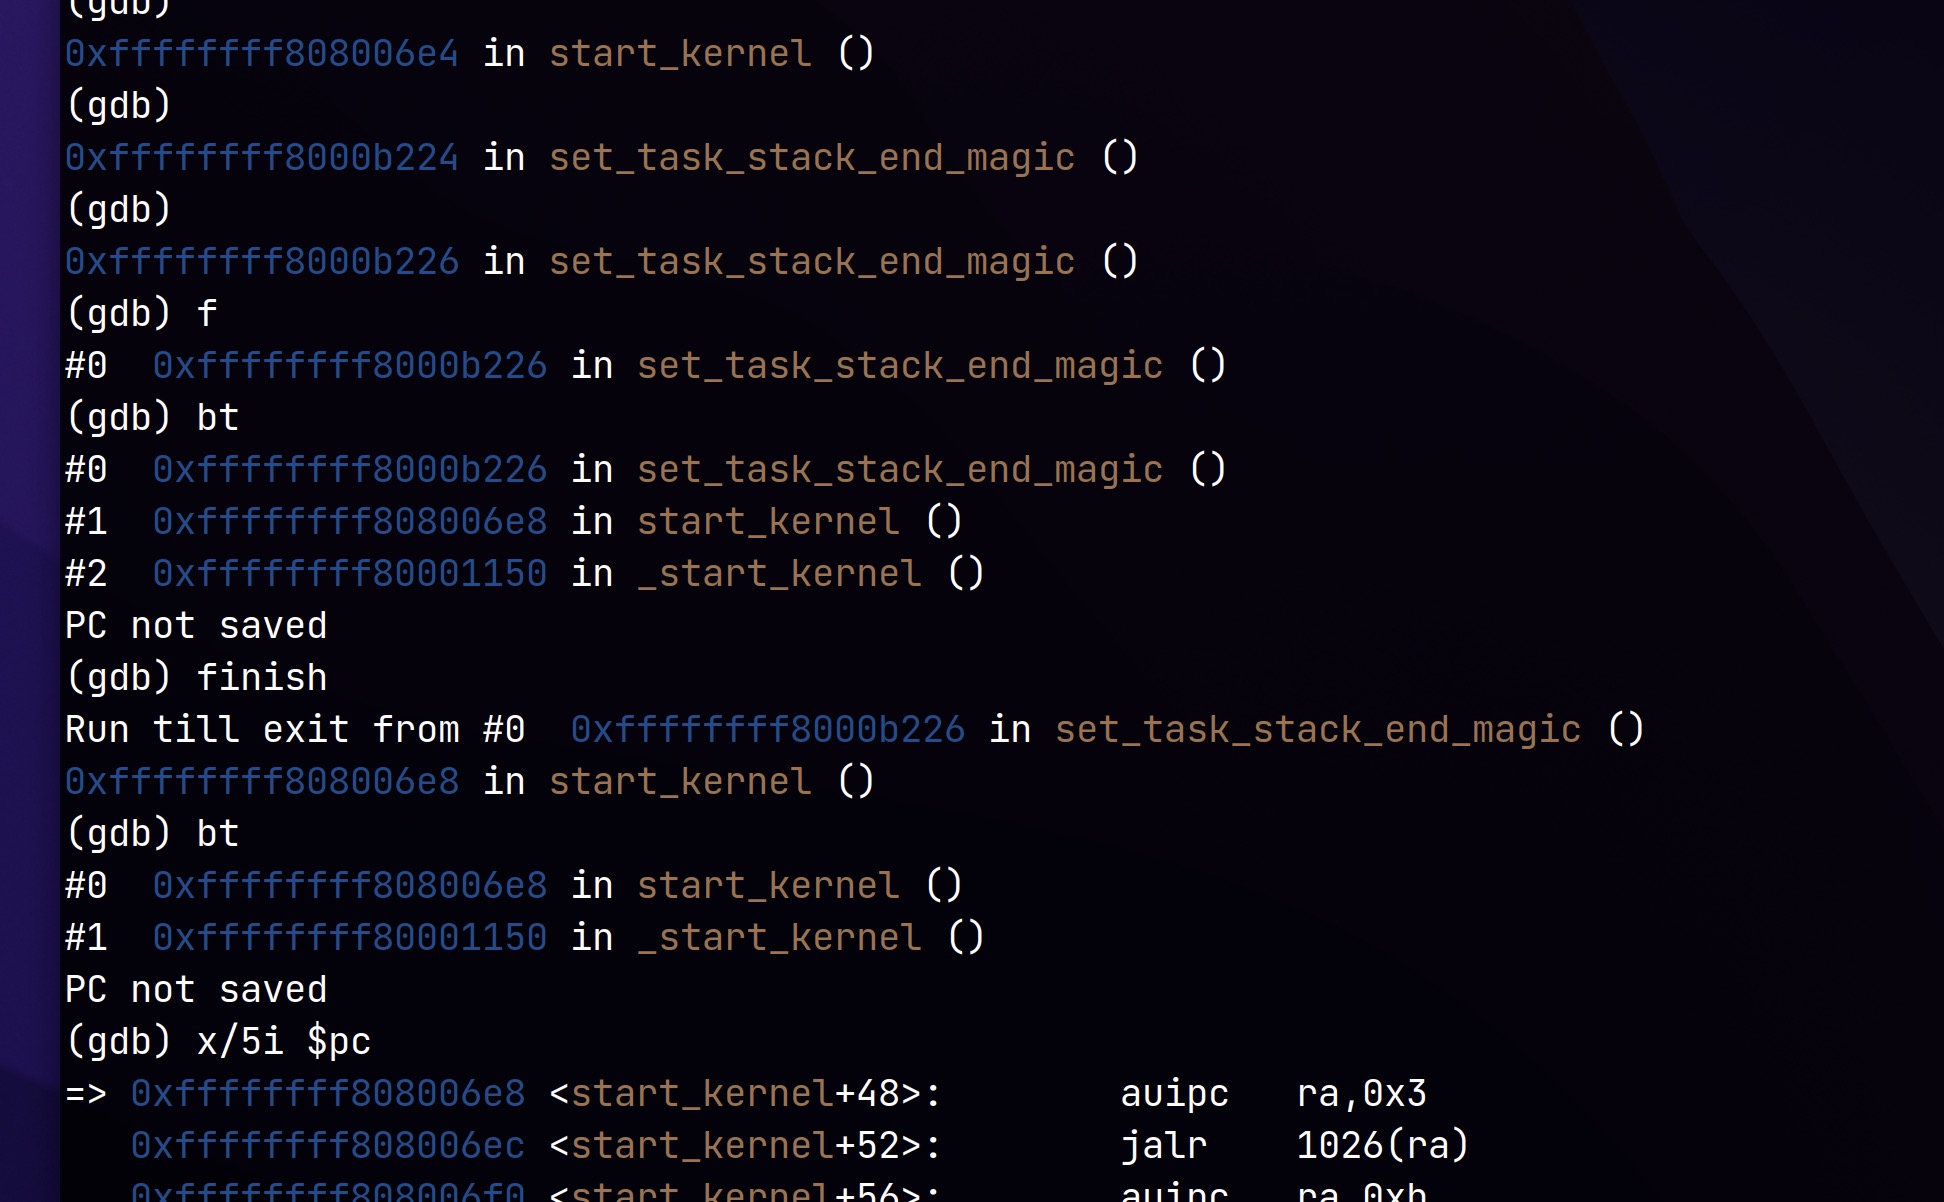 (gdb)
0xffffffff808006e4 in start_kernel ()
(gdb)
0xffffffff8000b224 in set_task_stack_end_magic ()
(gdb)
0xffffffff8000b226 in set_task_stack_end_magic ()
(gdb) f
#0  0xffffffff8000b226 in set_task_stack_end_magic ()
(gdb) bt
#0  0xffffffff8000b226 in set_task_stack_end_magic ()
#1  0xffffffff808006e8 in start_kernel ()
#2  0xffffffff80001150 in _start_kernel ()
PC not saved
(gdb) finish
Run till exit from #0  0xffffffff8000b226 in set_task_stack_end_magic ()
0xffffffff808006e8 in start_kernel ()
(gdb) bt
#0  0xffffffff808006e8 in start_kernel ()
#1  0xffffffff80001150 in _start_kernel ()
PC not saved
(gdb) x/5i $pc
=> 0xffffffff808006e8 <start_kernel+48>:        auipc   ra,0x3
   0xffffffff808006ec <start_kernel+52>:        jalr    1026(ra)
   0xffffffff808006f0 <start_kernel+56>:        auipc